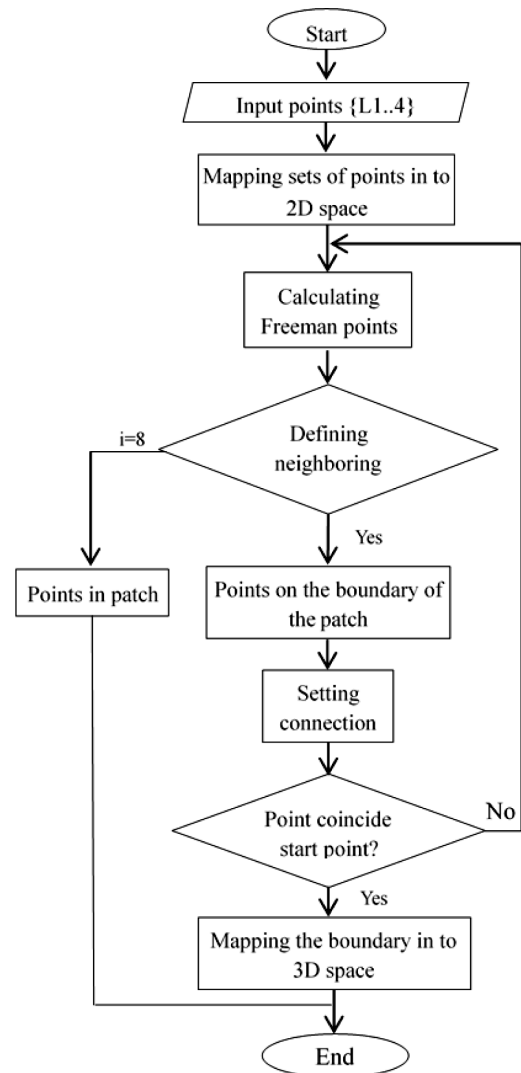 Start
Input points {L1..4}
Mapping sets of points in to
2D space
Calculating
Freeman points
Defining
neighboring
i=8
Yes
Points in patch
Points on the boundary of
the patch
Setting
connection
Point coincide
start point?
No
Yes
Mapping the boundary in to
3D space
End